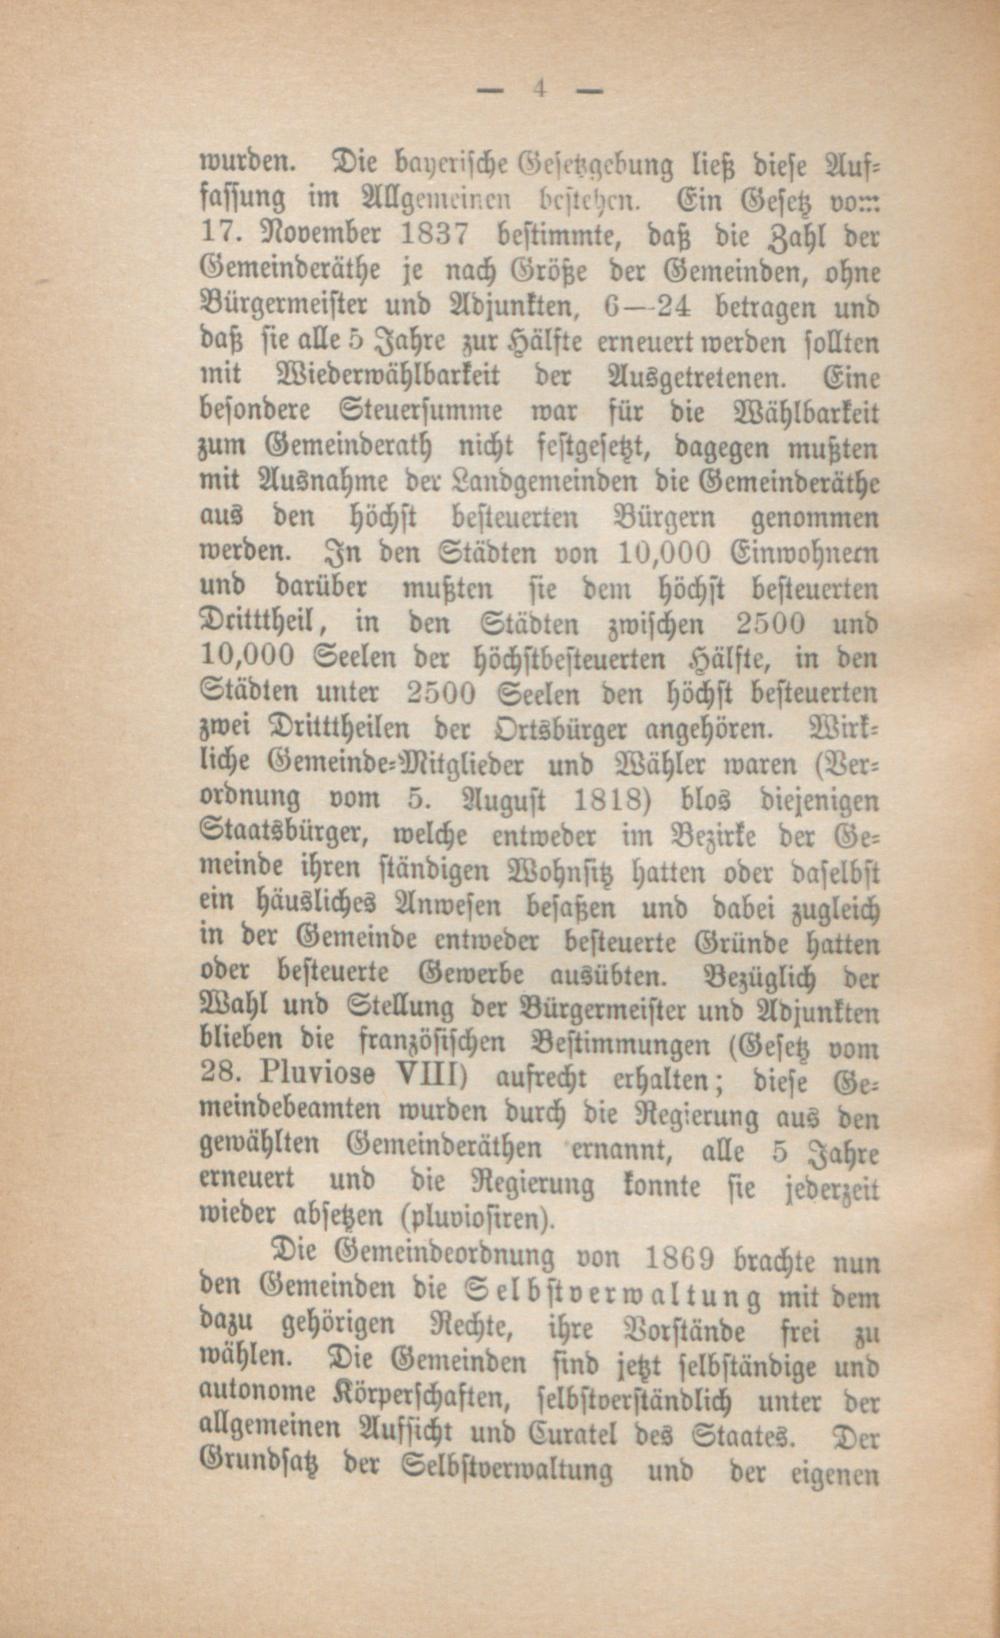 — 4 —
wurden. Die bayerische Gesetzgebung ließ diese Auf-
fassung im Allgemeinen bestehen. Ein Gesetz vom
17. November 1837 bestimmte, daß die Zahl der
Gemeinderäthe je nach Größe der Gemeinden, ohne
Bürgermeister und Adjunkten, 6—24 betragen und
daß sie alle 5 Jahre zur Hälfte erneuert werden sollten
mit Wiederwählbarkeit der Ausgetretenen. Eine
besondere Steuersumme war für die Wählbarkeit
zum Gemeinderath nicht festgesetzt, dagegen mußten
mit Ausnahme der Landgemeinden die Gemeinderäthe
aus den höchst besteuerten Bürgern genommen
werden. In den Städten von 10,000 Einwohnern
und darüber mußten sie dem höchst besteuerten
Dritttheil, in den Städten zwischen 2500 und
10,000 Seelen der höchstbesteuerten Hälfte, in den
Städten unter 2500 Seelen den höchst besteuerten
zwei Dritttheilen der Ortsbürger angehören. Wirk-
liche Gemeinde-Mitglieder und Wähler waren (Ver-
ordnung vom 5. August 1818) blos diejenigen
Staatsbürger, welche entweder im Bezirke der Ge-
meinde ihren ständigen Wohnsitz hatten oder daselbst
ein häusliches Anwesen besaßen und dabei zugleich
in der Gemeinde entweder besteuerte Gründe hatten
oder besteuerte Gewerbe ausübten. Bezüglich der
Wahl und Stellung der Bürgermeister und Adjunkten
blieben die französischen Bestimmungen (Gesetz vom
28. Pluviose VIII) aufrecht erhalten; diese Ge-
meindebeamten wurden durch die Regierung aus den
gewählten Gemeinderäthen ernannt, alle 5 Jahre
erneuert und die Regierung konnte sie jederzeit
wieder absetzen (pluviosiren).
Die Gemeindeordnung von 1869 brachte nun
den Gemeinden die Selbstverwaltung mit dem
dazu gehörigen Rechte, ihre Vorstände frei zu
wählen. Die Gemeinden sind jetzt selbständige und
autonome Körperschaften, selbstverständlich unter der
allgemeinen Aufsicht und Curatel des Staates. Der
Grundsatz der Selbstverwaltung und der eigenen